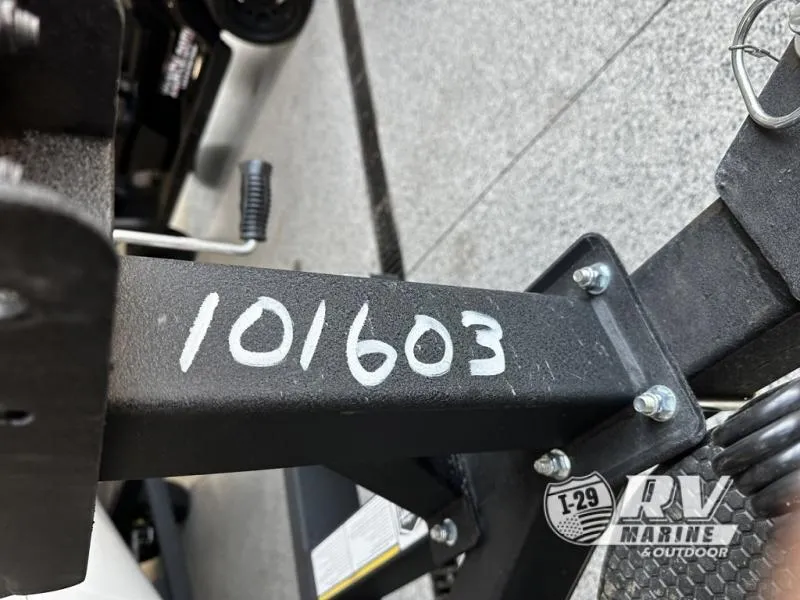 101603
I-29
RV
MARINE
& OUTDOOR